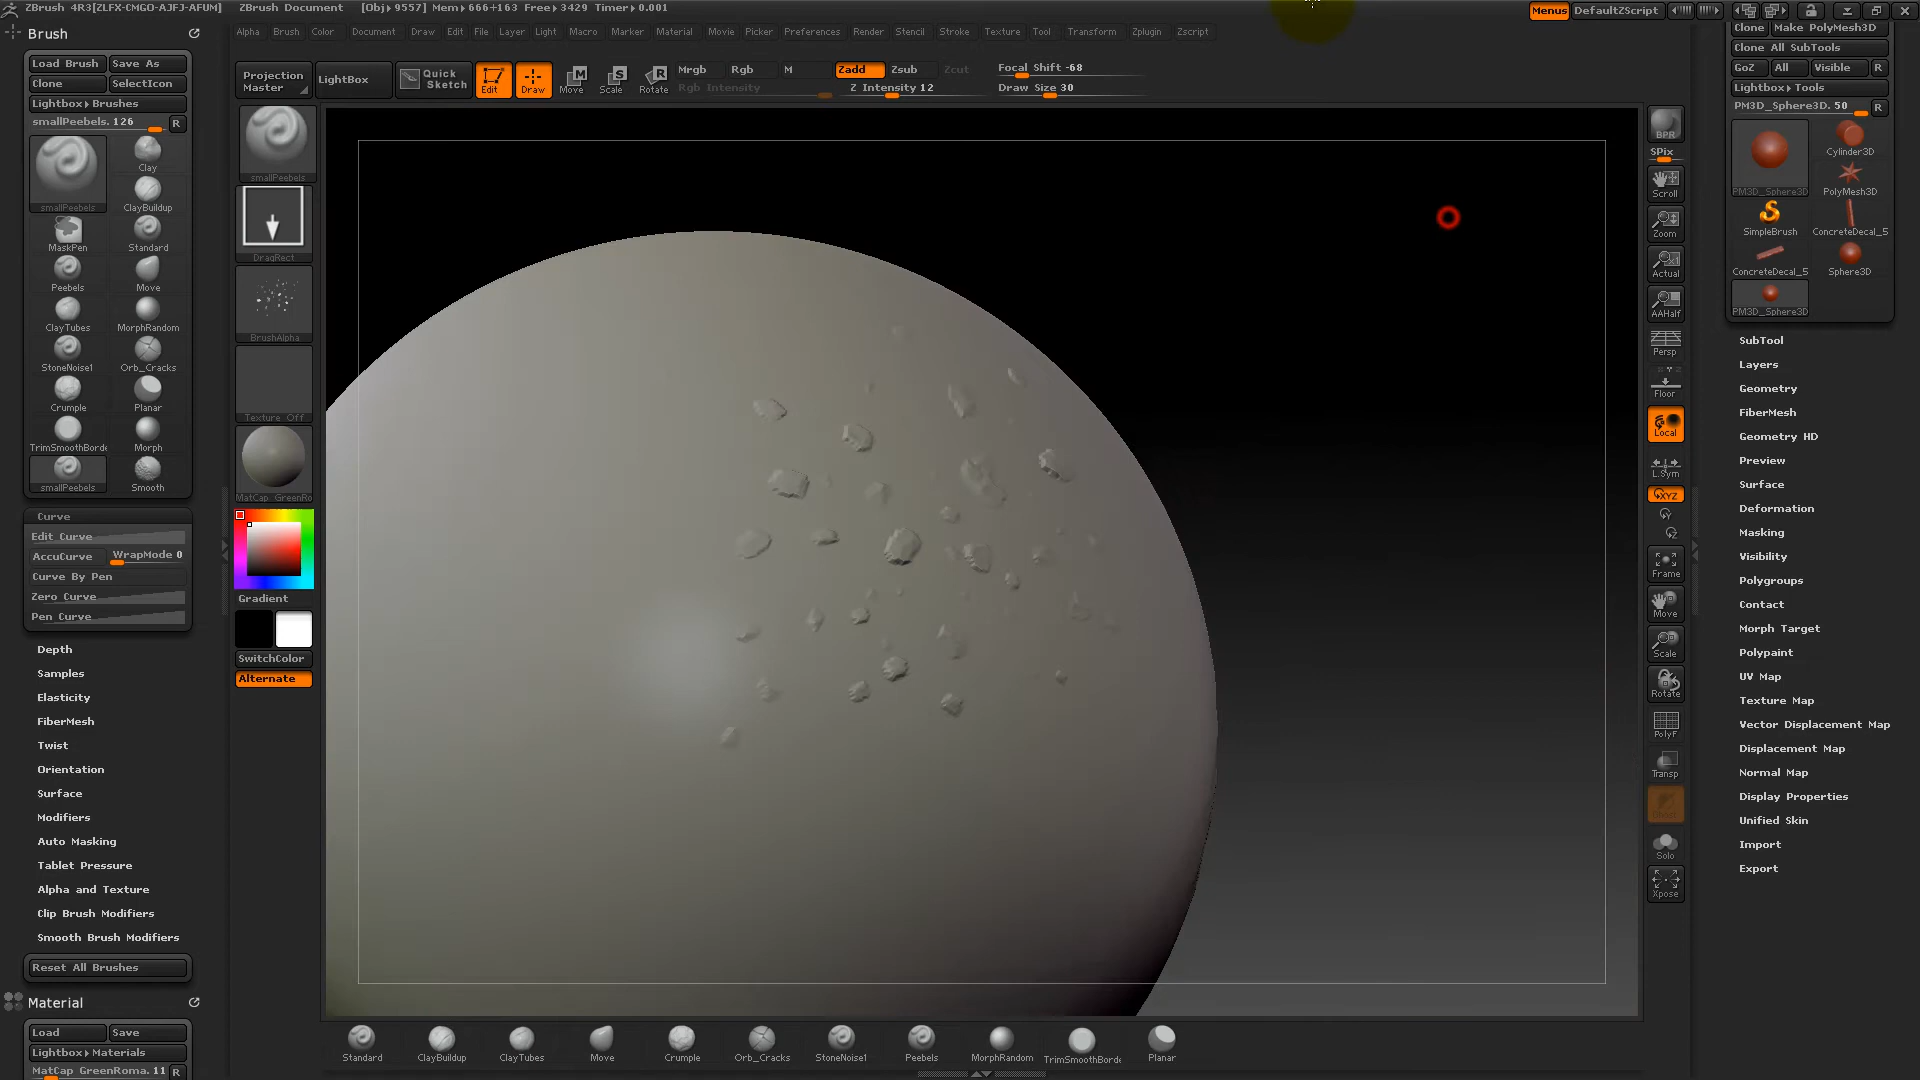 ZBrush 4R3[ZLFX-CMGO-AJFJ-AFUM] ZBrush Document [Obj▸9557] Mem▸666+163 Free▸3429 Timer▸0.001 Menus DefaultZScript
Brush
Alpha Brush Color Document Draw Edit File Layer Light Macro Marker Material Movie Picker Preferences Render Stencil Stroke Texture Tool Transform Zplugin Zscript
Clone Make PolyMesh3D
Clone All SubTools
GoZ All Visible R
Lightbox▸Tools
PM3D_Sphere3D. 50 R
Load Brush Save As
Clone SelectIcon
Lightbox▸Brushes
smallPeebels. 126 R
Projection Master
LightBox
Quick Sketch
Edit Draw Move Scale Rotate
Mrgb Rgb M Zadd Zsub Zcut
Rgb Intensity Z Intensity 12
Focal Shift -68
Draw Size 30
smallPeebels
Clay
ClayBuildup
MaskPen Standard
Peebels Move
ClayTubes MorphRandom
StoneNoise1 Orb_Cracks
Crumple Planar
TrimSmoothBorde Morph
smallPeebels Smooth
Curve
Edit Curve
AccuCurve WrapMode 0
Curve By Pen
Zero Curve
Pen Curve
Depth
Samples
Elasticity
FiberMesh
Twist
Orientation
Surface
Modifiers
Auto Masking
Tablet Pressure
Alpha and Texture
Clip Brush Modifiers
Smooth Brush Modifiers
Reset All Brushes
Material
Load Save
Lightbox▸Materials
MatCap GreenRoma. 11 R
smallPeebels
DragRect
BrushAlpha
Texture Off
MatCap GreenRo
Gradient
SwitchColor
Alternate
BPR
SPix
Scroll
Zoom
Actual
AAHalf
Persp
Floor
Local
L.Sym
XYZ
Frame
Move
Scale
Rotate
PolyF
Transp
Solo
Xpose
PM3D_Sphere3D
Cylinder3D
PolyMesh3D
SimpleBrush ConcreteDecal_5
ConcreteDecal_5 Sphere3D
PM3D_Sphere3D
SubTool
Layers
Geometry
FiberMesh
Geometry HD
Preview
Surface
Deformation
Masking
Visibility
Polygroups
Contact
Morph Target
Polypaint
UV Map
Texture Map
Vector Displacement Map
Displacement Map
Normal Map
Display Properties
Unified Skin
Import
Export
Standard ClayBuildup ClayTubes Move Crumple Orb_Cracks StoneNoise1 Peebels MorphRandom TrimSmoothBorde Planar